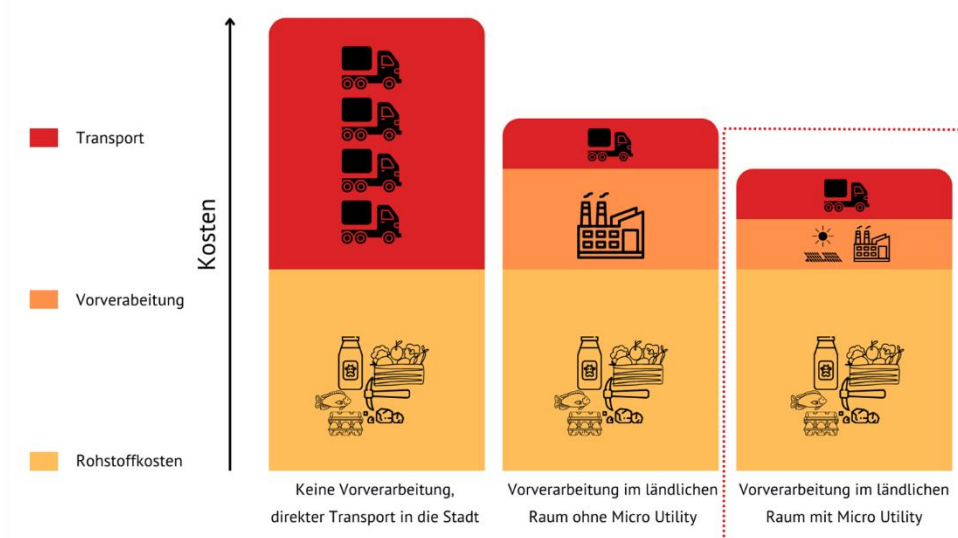 Transport
Kosten
Vorverabeitung
Rohstoffkosten
Keine Vorverarbeitung,
direkter Transport in die Stadt
Vorverarbeitung im ländlichen
Raum ohne Micro Utility
Vorverarbeitung im ländlichen
Raum mit Micro Utility